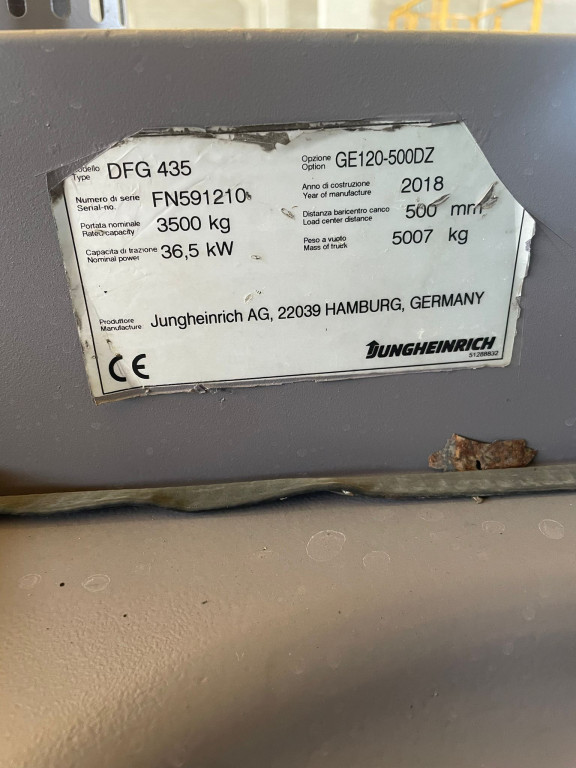 Type DFG 435
Opzione
Option GE120-500DZ
Numero di serie
Serial-no. FN591210
Anno di costruzione
Year of manufacture 2018
Portata nominale
Rated capacity 3500 kg
Distanza baricentro carico
Load center distance 500 mm
Capacita di trazione
Nominal power 36,5 kW
Peso a vuoto
Mass of truck 5007 kg
Produttore
Manufacture Jungheinrich AG, 22039 HAMBURG, GERMANY
CE
JUNGHEINRICH
51288832